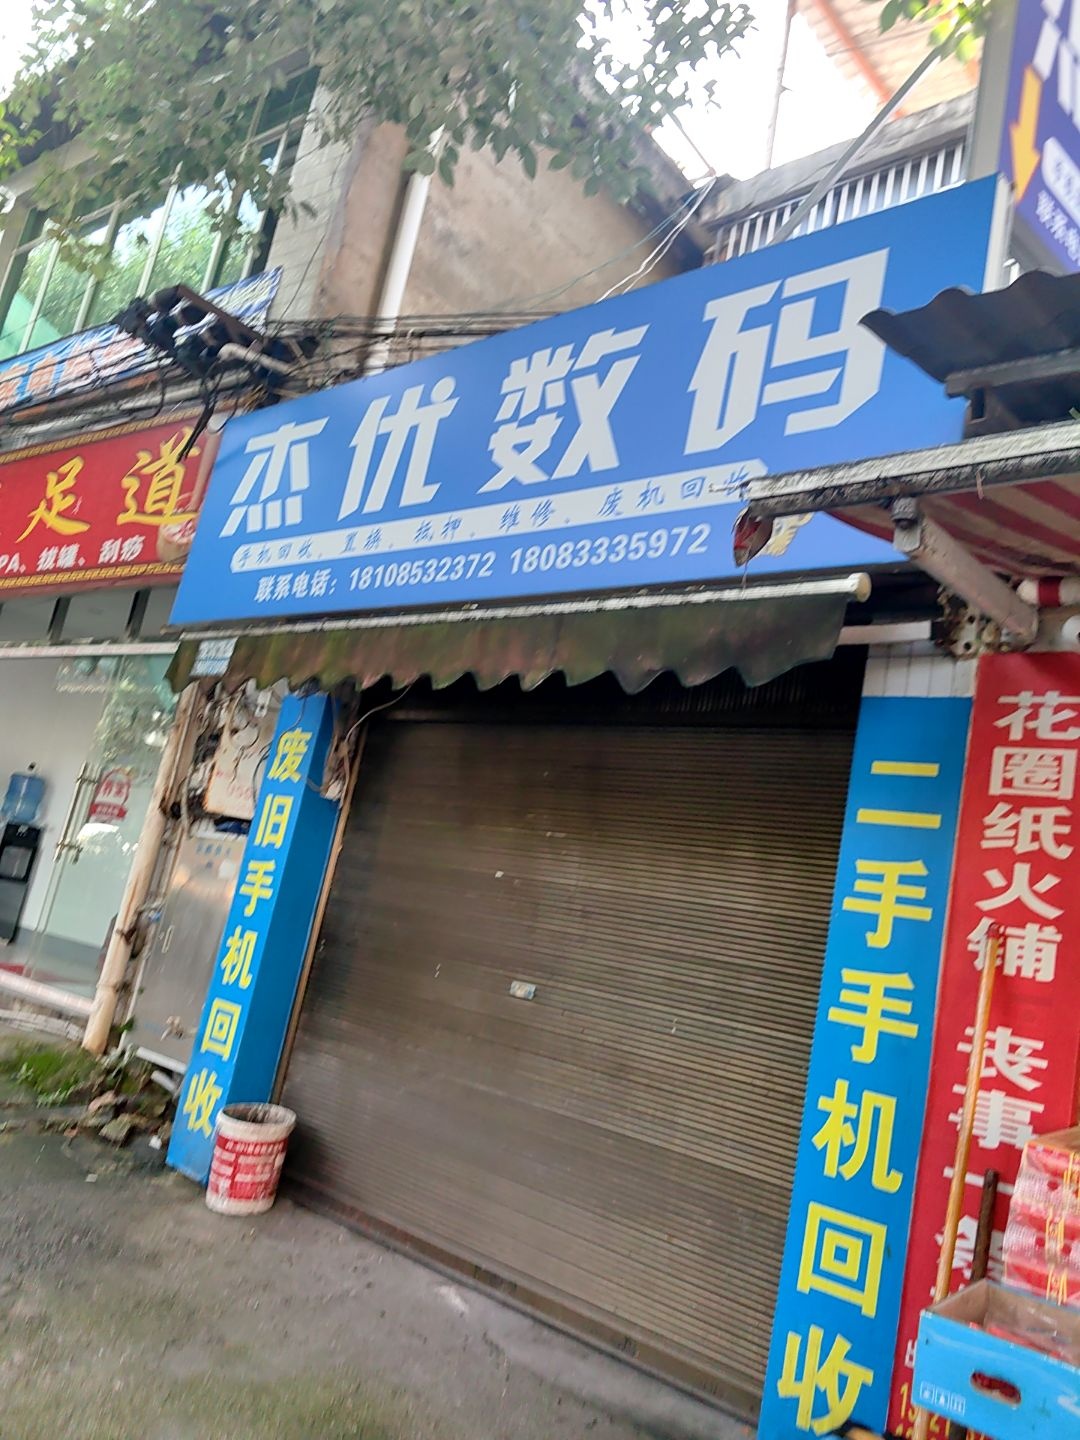 杰优数码
手机回收、置换、抵押、维修、废机回收
联系电话：18108532372 18083335972
足道
PA、拔罐、刮痧
废旧手机回收
二手手机回收
花圈纸火铺
丧事一